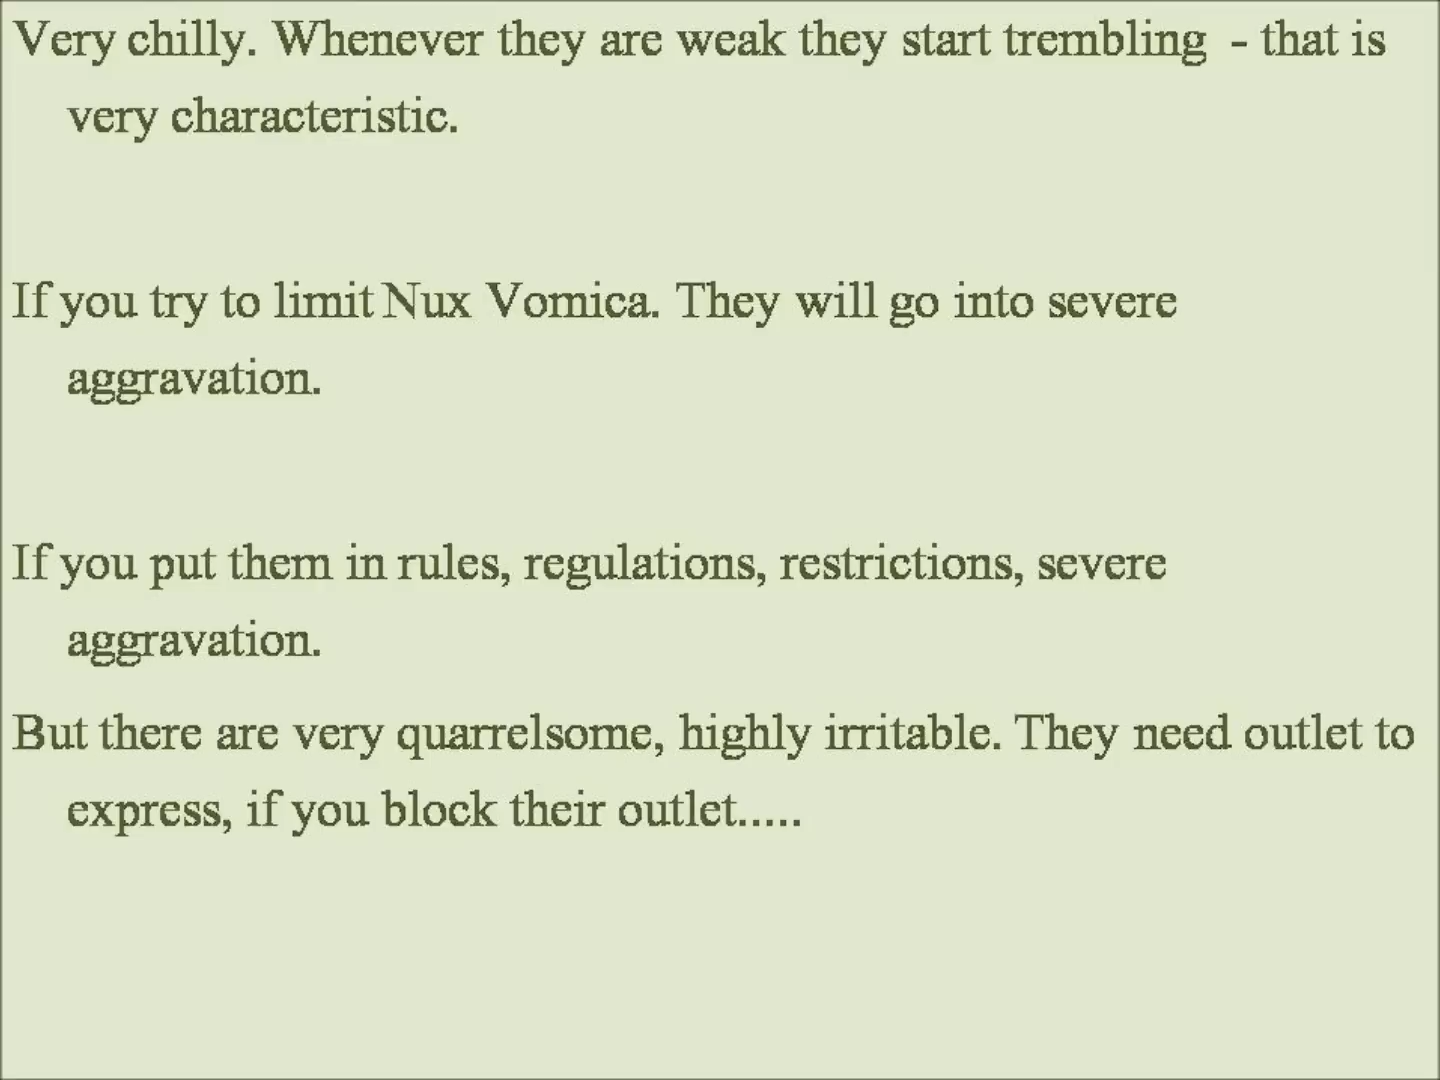 Very chilly. Whenever they are weak they start trembling - that is
very characteristic.
If you try to limit Nux Vomica. They will go into severe
aggravation.
If you put them in rules, regulations, restrictions, severe
aggravation.
But there are very quarrelsome, highly irritable. They need outlet to
express, if you block their outlet.....